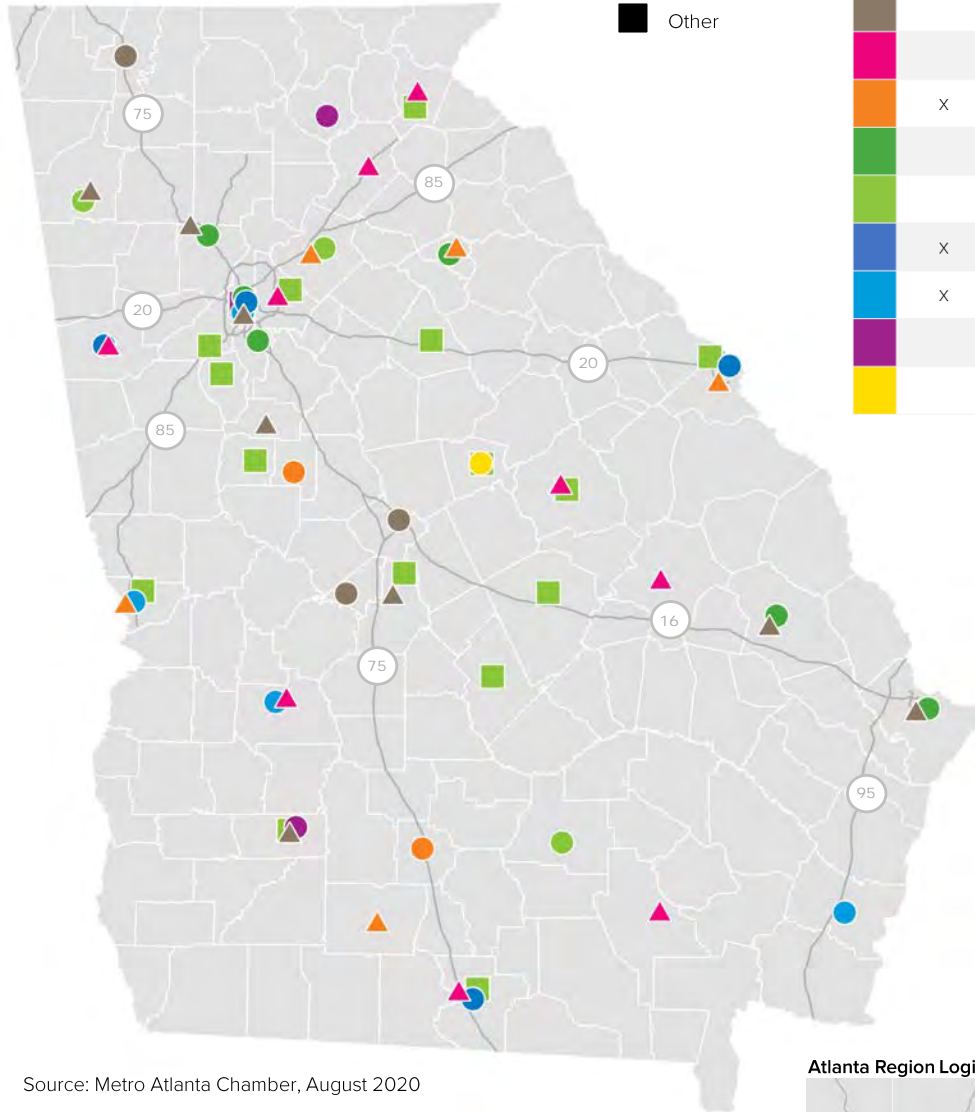 Other
X
X
X
75
85
20
20
85
16
75
95
Source: Metro Atlanta Chamber, August 2020
Atlanta Region Logi